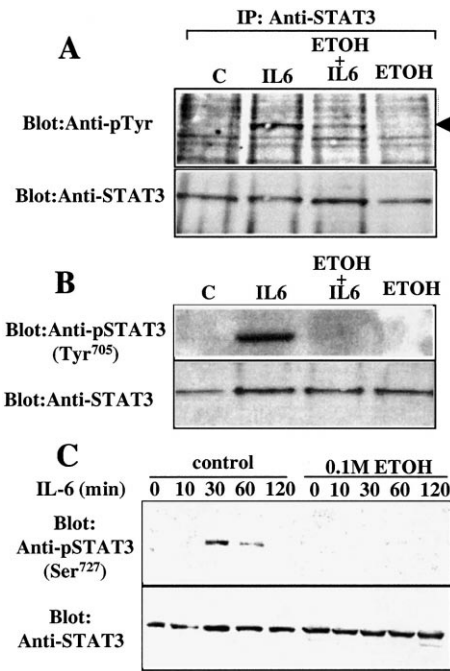 IP: Anti-STAT3
A
C IL6 ETOH + IL6 ETOH
Blot:Anti-pTyr
Blot:Anti-STAT3
B
C IL6 ETOH + IL6 ETOH
Blot:Anti-pSTAT3
(Tyr⁷⁰⁵)
Blot:Anti-STAT3
C
control 0.1M ETOH
IL-6 (min) 0 10 30 60 120 0 10 30 60 120
Blot:
Anti-pSTAT3
(Ser⁷²⁷)
Blot:
Anti-STAT3